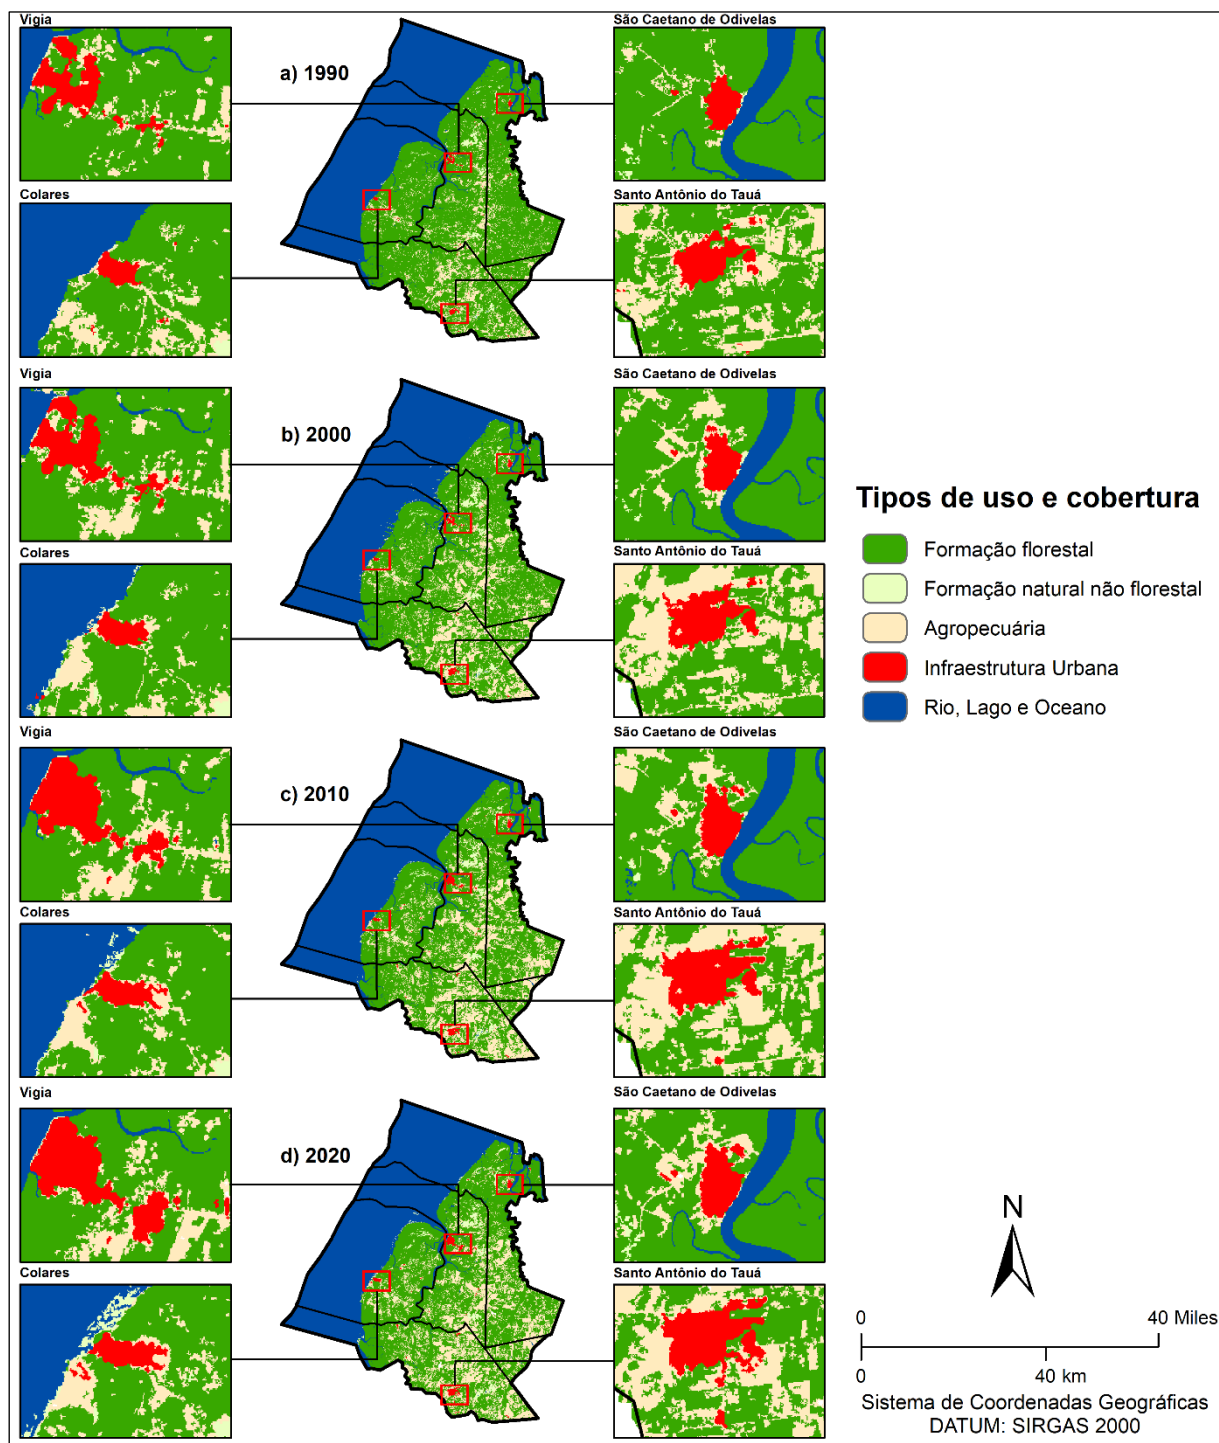 Vigia
São Caetano de Odivelas
a) 1990
Colares
Santo Antônio do Tauá
Vigia
São Caetano de Odivelas
b) 2000
Colares
Santo Antônio do Tauá
Vigia
São Caetano de Odivelas
c) 2010
Colares
Santo Antônio do Tauá
Vigia
São Caetano de Odivelas
d) 2020
Colares
Santo Antônio do Tauá
Tipos de uso e cobertura
Formação florestal
Formação natural não florestal
Agropecuária
Infraestrutura Urbana
Rio, Lago e Oceano
N
0 40 Miles
0 40 km
Sistema de Coordenadas Geográficas
DATUM: SIRGAS 2000